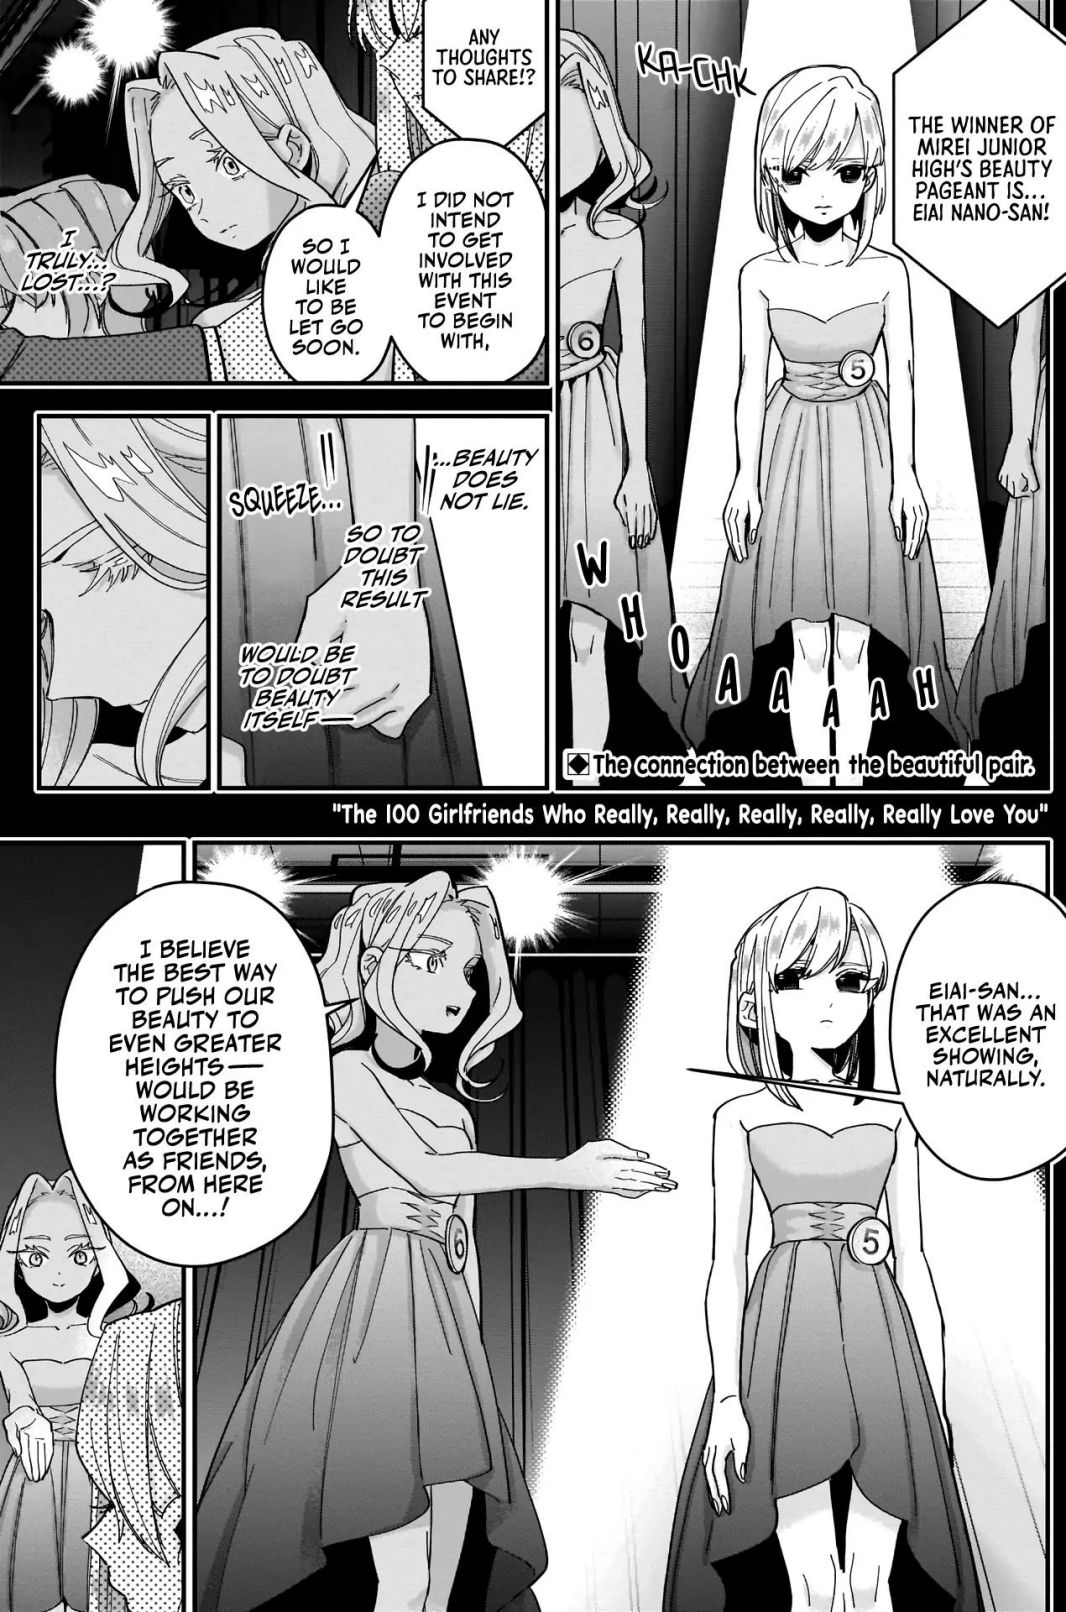 THE WINNER OF
MIREI JUNIOR
HIGH'S BEAUTY
PAGEANT IS...
EIAI NANO-SAN!
KA-CHK
5
6
WHOAAAAH
ANY
THOUGHTS
TO SHARE!?
I DID NOT
INTEND
TO GET
INVOLVED
WITH THIS
EVENT
TO BEGIN
WITH,
SO I
WOULD
LIKE
TO BE
LET GO
SOON.
I
TRULY...
LOST...?
...BEAUTY
DOES
NOT LIE.
SQUEEZE...
SO TO
DOUBT
THIS
RESULT
WOULD BE
TO DOUBT
BEAUTY
ITSELF—
The connection between the beautiful pair.
"The 100 Girlfriends Who Really, Really, Really, Really, Really Love You"
EIAI-SAN...
THAT WAS AN
EXCELLENT
SHOWING,
NATURALLY.
5
6
I BELIEVE
THE BEST WAY
TO PUSH OUR
BEAUTY TO
EVEN GREATER
HEIGHTS—
WOULD BE
WORKING
TOGETHER
AS FRIENDS,
FROM HERE
ON...!